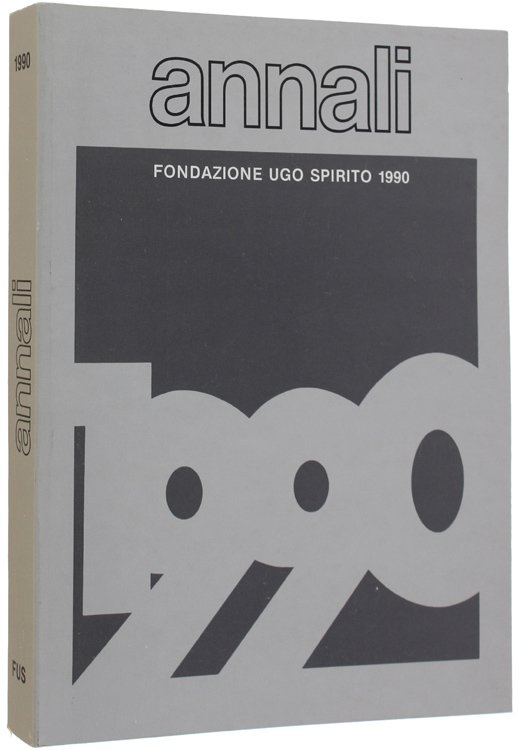 annali
FONDAZIONE UGO SPIRITO 1990
1990
1990
annali
FUS